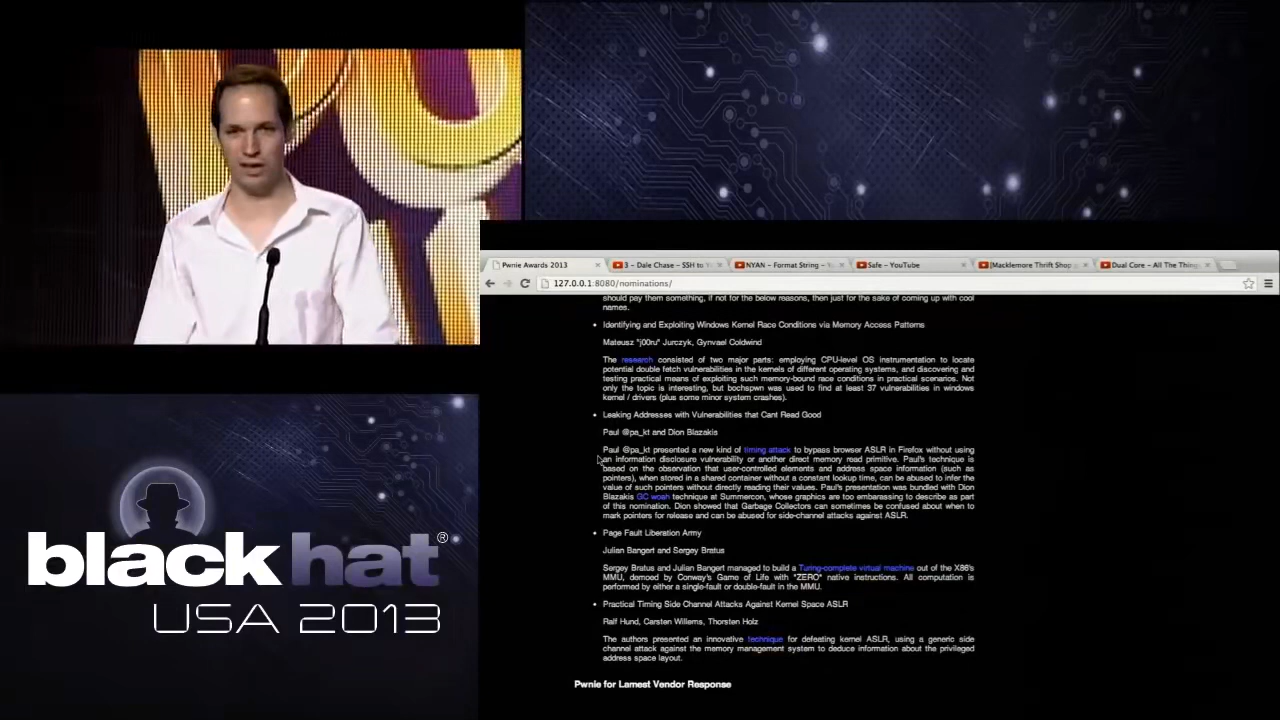 Pwnie Awards 2013
3 - Dale Chase - SSH to
NYAN - Format String -
Safe - YouTube
|Macklemore Thrift Shop
Dual Core - All The Thing
127.0.0.1:8080/nominations/
should pay them something, if not for the below reasons, then just for the sake of coming up with cool
names.
• Identifying and Exploiting Windows Kernel Race Conditions via Memory Access Patterns
Mateusz "j00ru" Jurczyk, Gynvael Coldwind
The research consisted of two major parts: employing CPU-level OS instrumentation to locate
potential double fetch vulnerabilities in the kernels of different operating systems, and discovering and
testing practical means of exploiting such memory-bound race conditions in practical scenarios. Not
only the topic is interesting, but bochspwn was used to find at least 37 vulnerabilities in windows
kernel / drivers (plus some minor system crashes).
• Leaking Addresses with Vulnerabilities that Cant Read Good
Paul @pa_kt and Dion Blazakis
Paul @pa_kt presented a new kind of timing attack to bypass browser ASLR in Firefox without using
an information disclosure vulnerability or another direct memory read primitive. Paul's technique is
based on the observation that user-controlled elements and address space information (such as
pointers), when stored in a shared container without a constant lookup time, can be abused to infer the
value of such pointers without directly reading their values. Paul's presentation was bundled with Dion
Blazakis GC woah technique at Summercon, whose graphics are too embarassing to describe as part
of this nomination. Dion showed that Garbage Collectors can sometimes be confused about when to
mark pointers for release and can be abused for side-channel attacks against ASLR.
• Page Fault Liberation Army
Julian Bangert and Sergey Bratus
Sergey Bratus and Julian Bangert managed to build a Turing-complete virtual machine out of the X86's
MMU, demoed by Conway's Game of Life with *ZERO* native instructions. All computation is
performed by either a single-fault or double-fault in the MMU.
• Practical Timing Side Channel Attacks Against Kernel Space ASLR
Ralf Hund, Carsten Willems, Thorsten Holz
The authors presented an innovative technique for defeating kernel ASLR, using a generic side
channel attack against the memory management system to deduce information about the privileged
address space layout.
Pwnie for Lamest Vendor Response
blackhat®
USA 2013